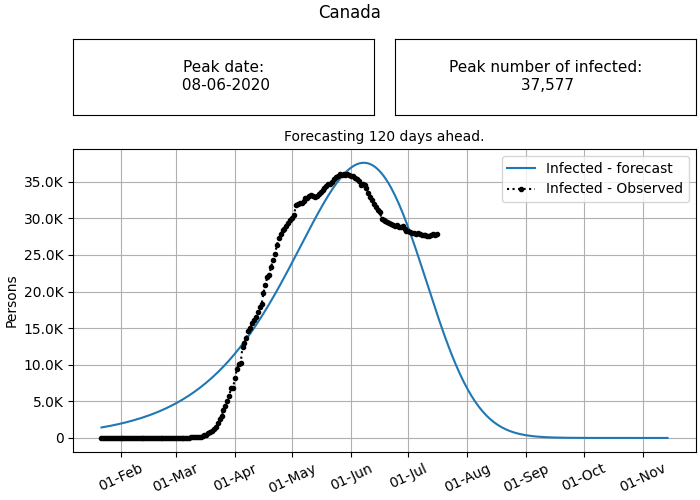 Canada
Peak date:
08-06-2020
Peak number of infected:
37,577
Forecasting 120 days ahead.
Infected - forecast
Infected - Observed
Persons
35.0K
30.0K
25.0K
20.0K
15.0K
10.0K
5.0K
0
01-Feb
01-Mar
01-Apr
01-May
01-Jun
01-Jul
01-Aug
01-Sep
01-Oct
01-Nov